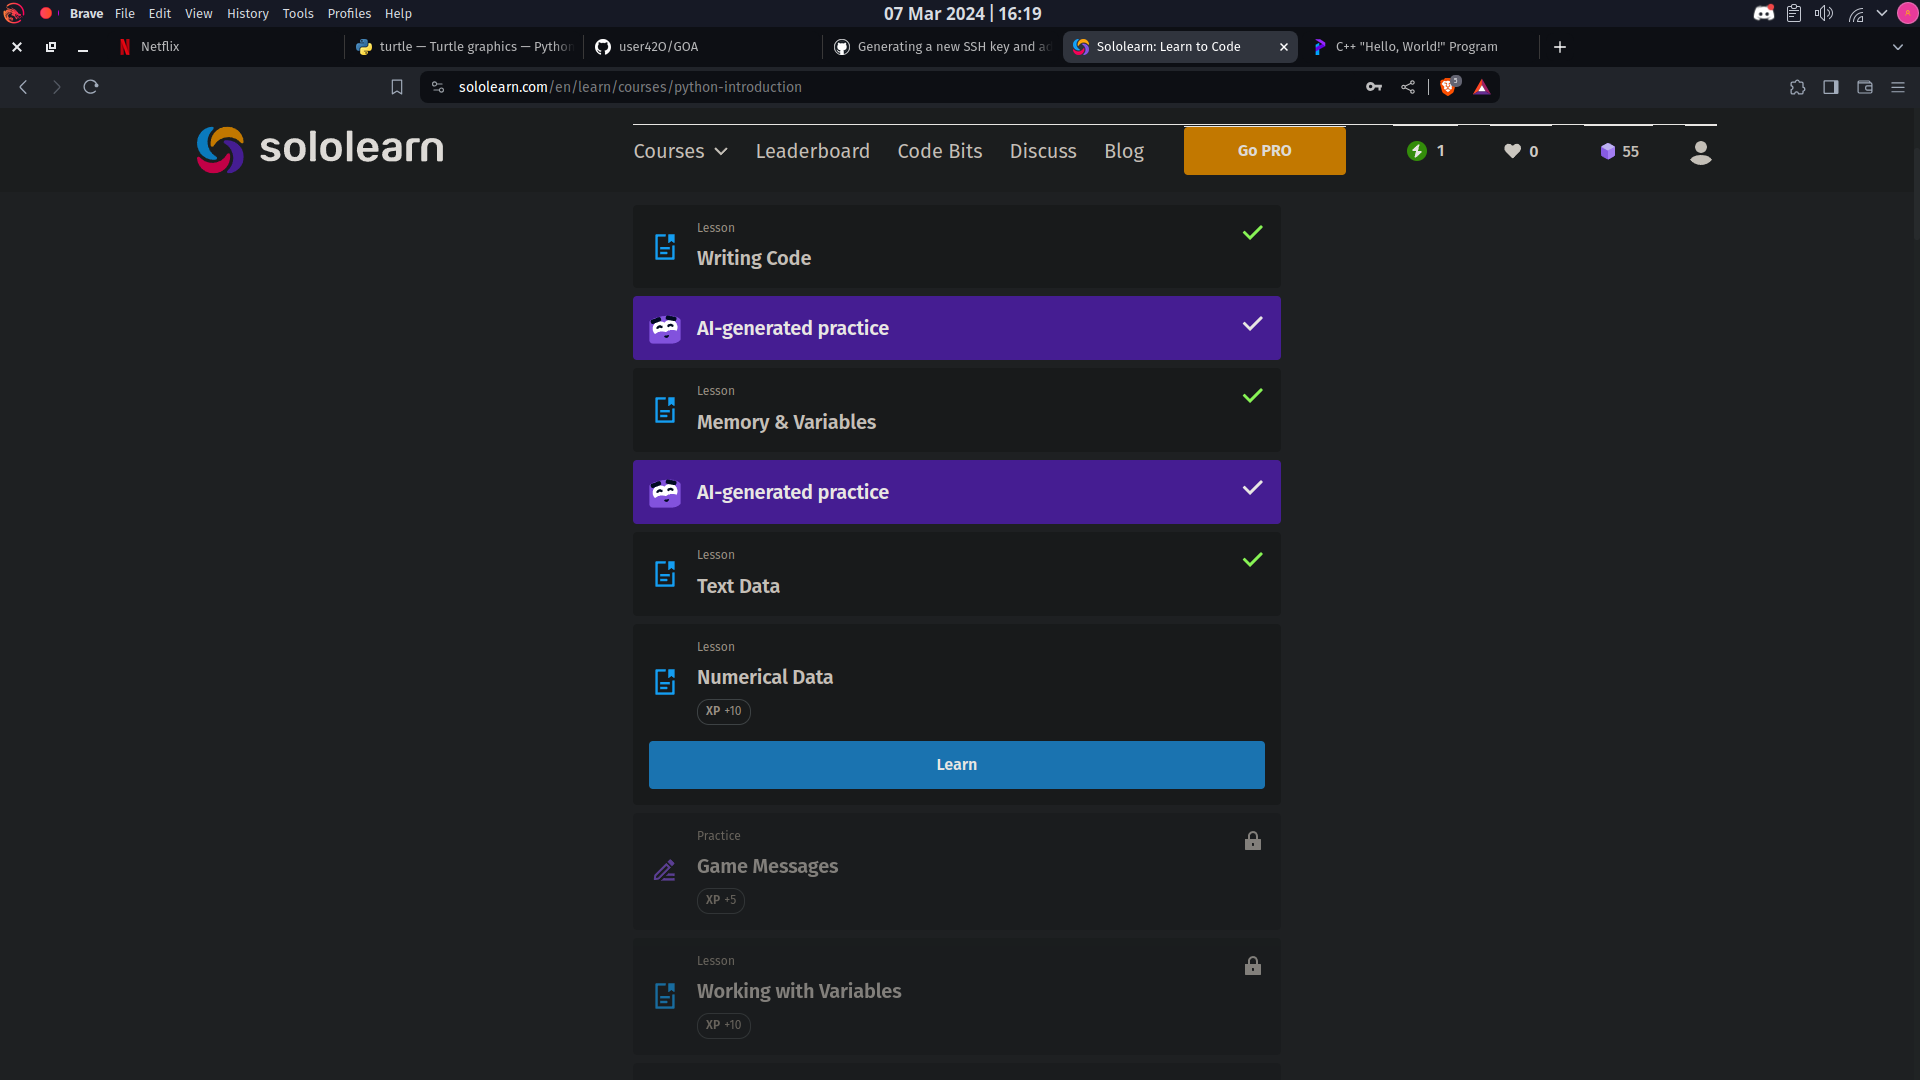 Brave File Edit View History Tools Profiles Help
07 Mar 2024 | 16:19
Netflix
turtle — Turtle graphics — Python
user42O/GOA
Generating a new SSH key and ad
Sololearn: Learn to Code
C++ "Hello, World!" Program
sololearn.com/en/learn/courses/python-introduction
5
sololearn
Courses Leaderboard Code Bits Discuss Blog
Go PRO
1 0 55
Lesson
Writing Code
AI-generated practice
Lesson
Memory & Variables
AI-generated practice
Lesson
Text Data
Lesson
Numerical Data
XP +10
Learn
Practice
Game Messages
XP +5
Lesson
Working with Variables
XP +10